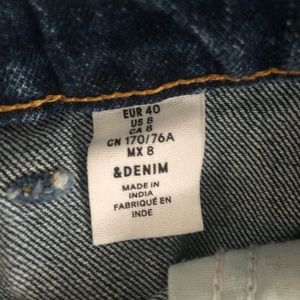 EUR 40
US 8
CA 8
CN 170/76A
MX 8
&DENIM
MADE IN
INDIA
FABRIQUÉ EN
INDE